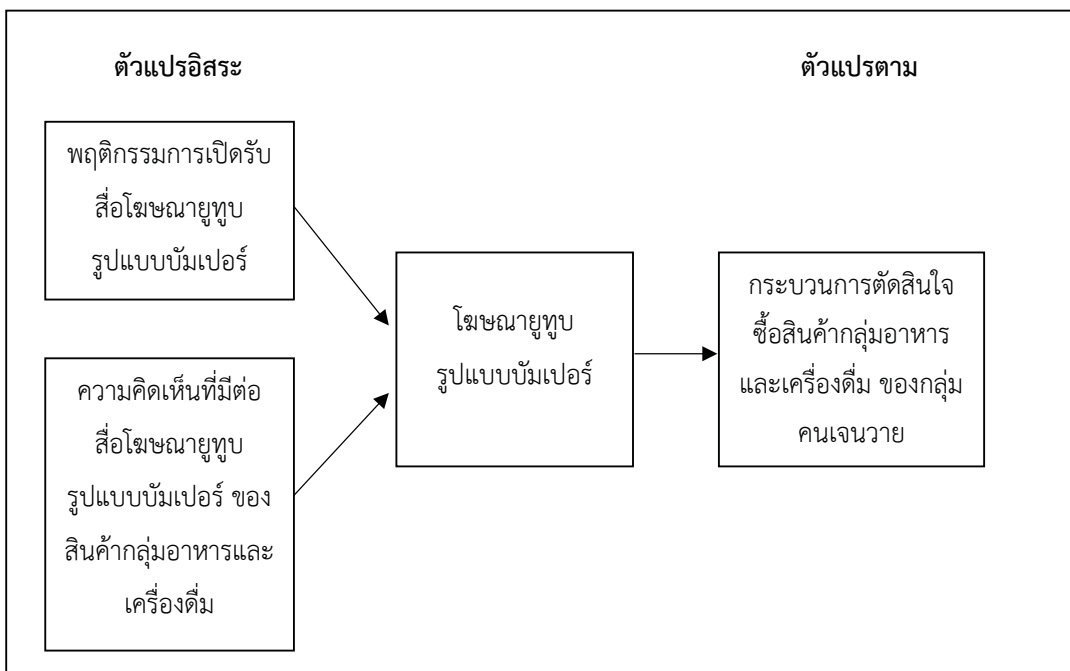 ตัวแปรอิสระ
ตัวแปรตาม
พฤติกรรมการเปิดรับ
สื่อโฆษณายูทูบ
รูปแบบบัมเปอร์
ความคิดเห็นที่มีต่อ
สื่อโฆษณายูทูบ
รูปแบบบัมเปอร์ ของ
สินค้ากลุ่มอาหารและ
เครื่องดื่ม
โฆษณายูทูบ
รูปแบบบัมเปอร์
กระบวนการตัดสินใจ
ซื้อสินค้ากลุ่มอาหาร
และเครื่องดื่ม ของกลุ่ม
คนเจนวาย